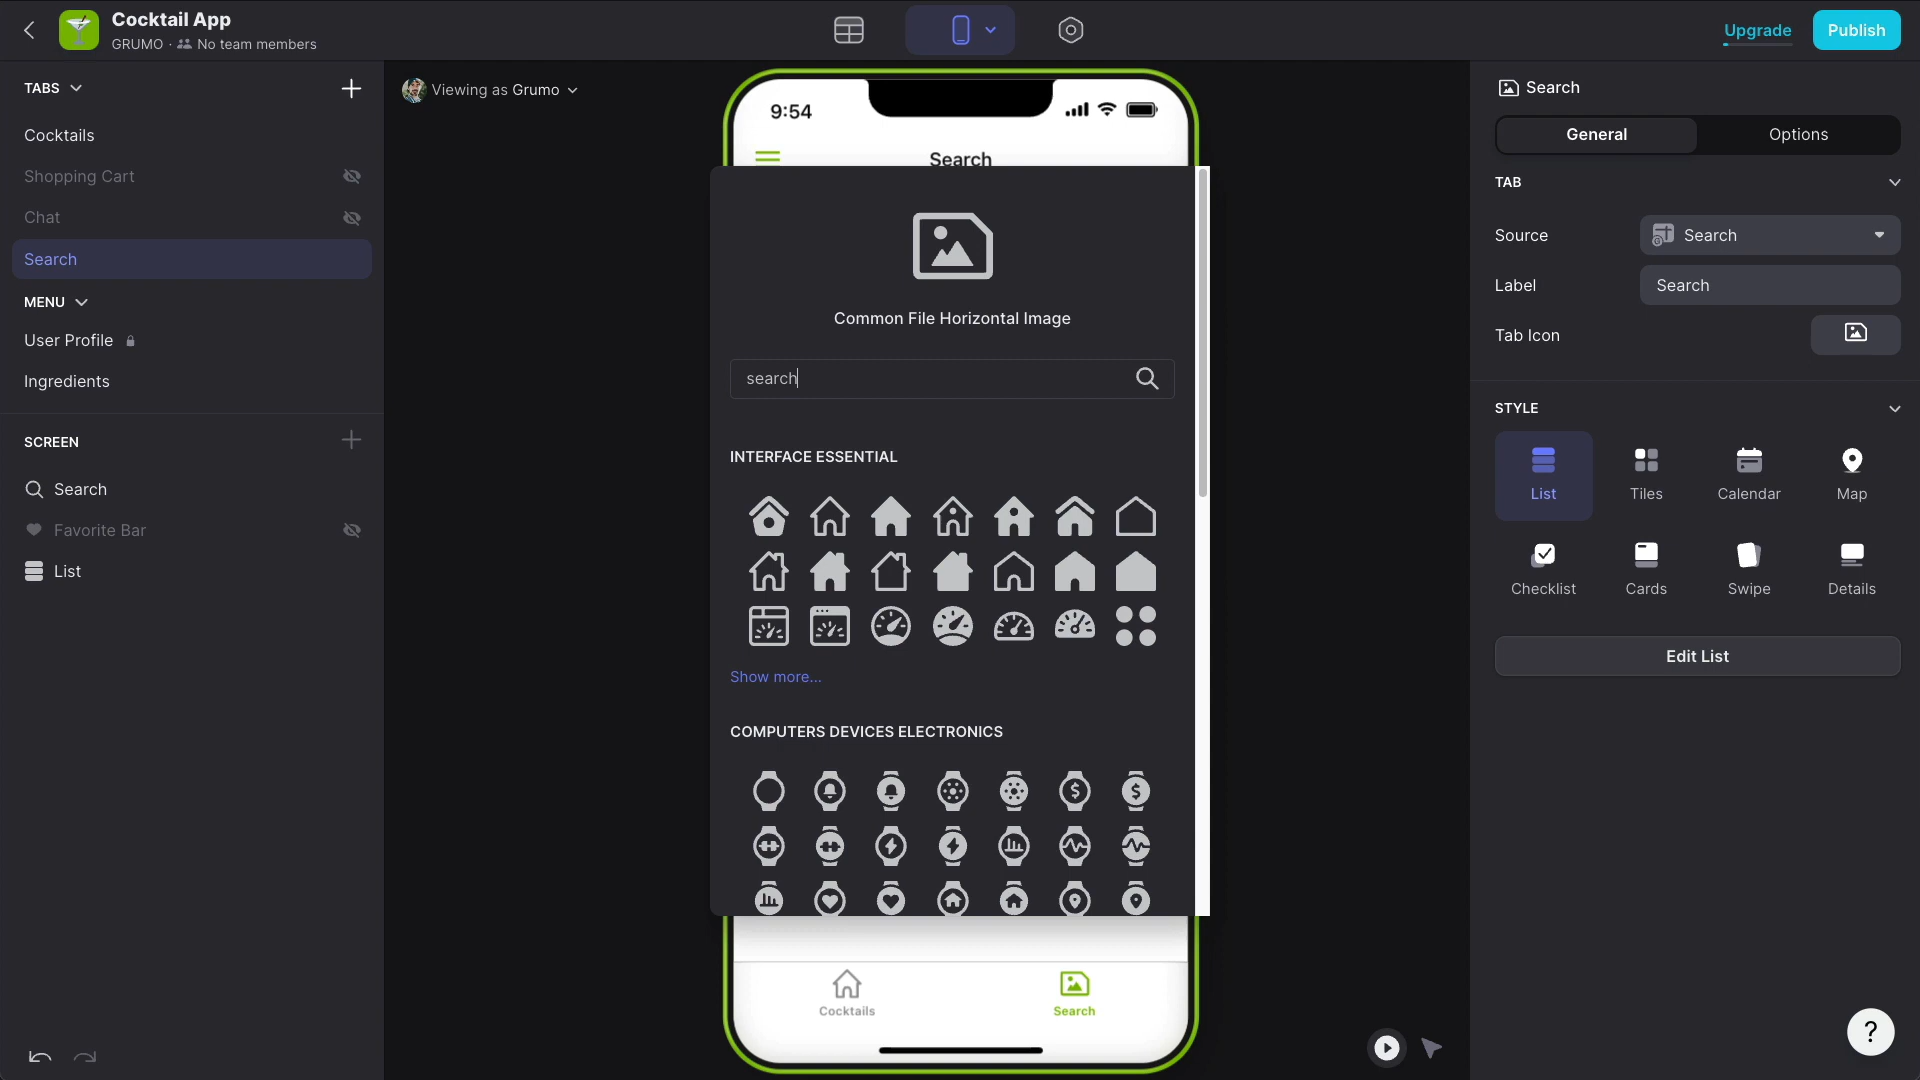 Cocktail App
GRUMO · No team members
Upgrade
Publish
TABS
Cocktails
Shopping Cart
Chat
Search
MENU
User Profile
Ingredients
SCREEN
Search
Favorite Bar
List
Viewing as Grumo
9:54
Search
Common File Horizontal Image
search
INTERFACE ESSENTIAL
Show more...
COMPUTERS DEVICES ELECTRONICS
Cocktails
Search
Search
General
Options
TAB
Source
Search
Label
Search
Tab Icon
STYLE
List
Tiles
Calendar
Map
Checklist
Cards
Swipe
Details
Edit List
?